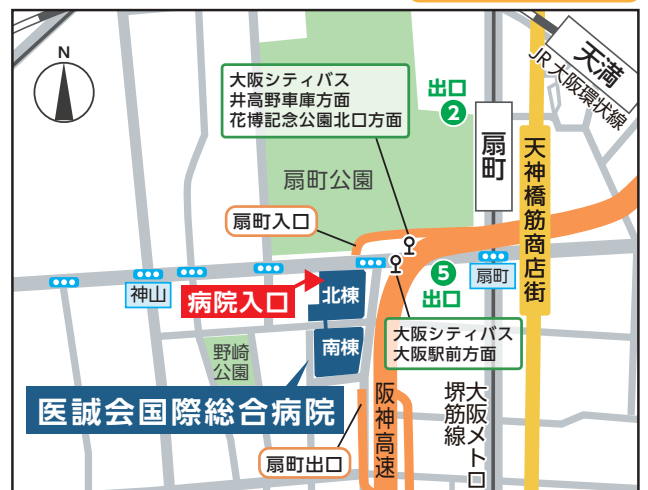 N
大阪シティバス
井高野車庫方面
花博記念公園北口方面
出口
2
天満
JR大阪環状線
扇町
天神橋筋商店街
扇町公園
扇町入口
神山
病院入口
北棟
南棟
5
出口
扇町
大阪シティバス
大阪駅前方面
野崎
公園
医誠会国際総合病院
扇町出口
阪神高速
大阪メトロ
堺筋線